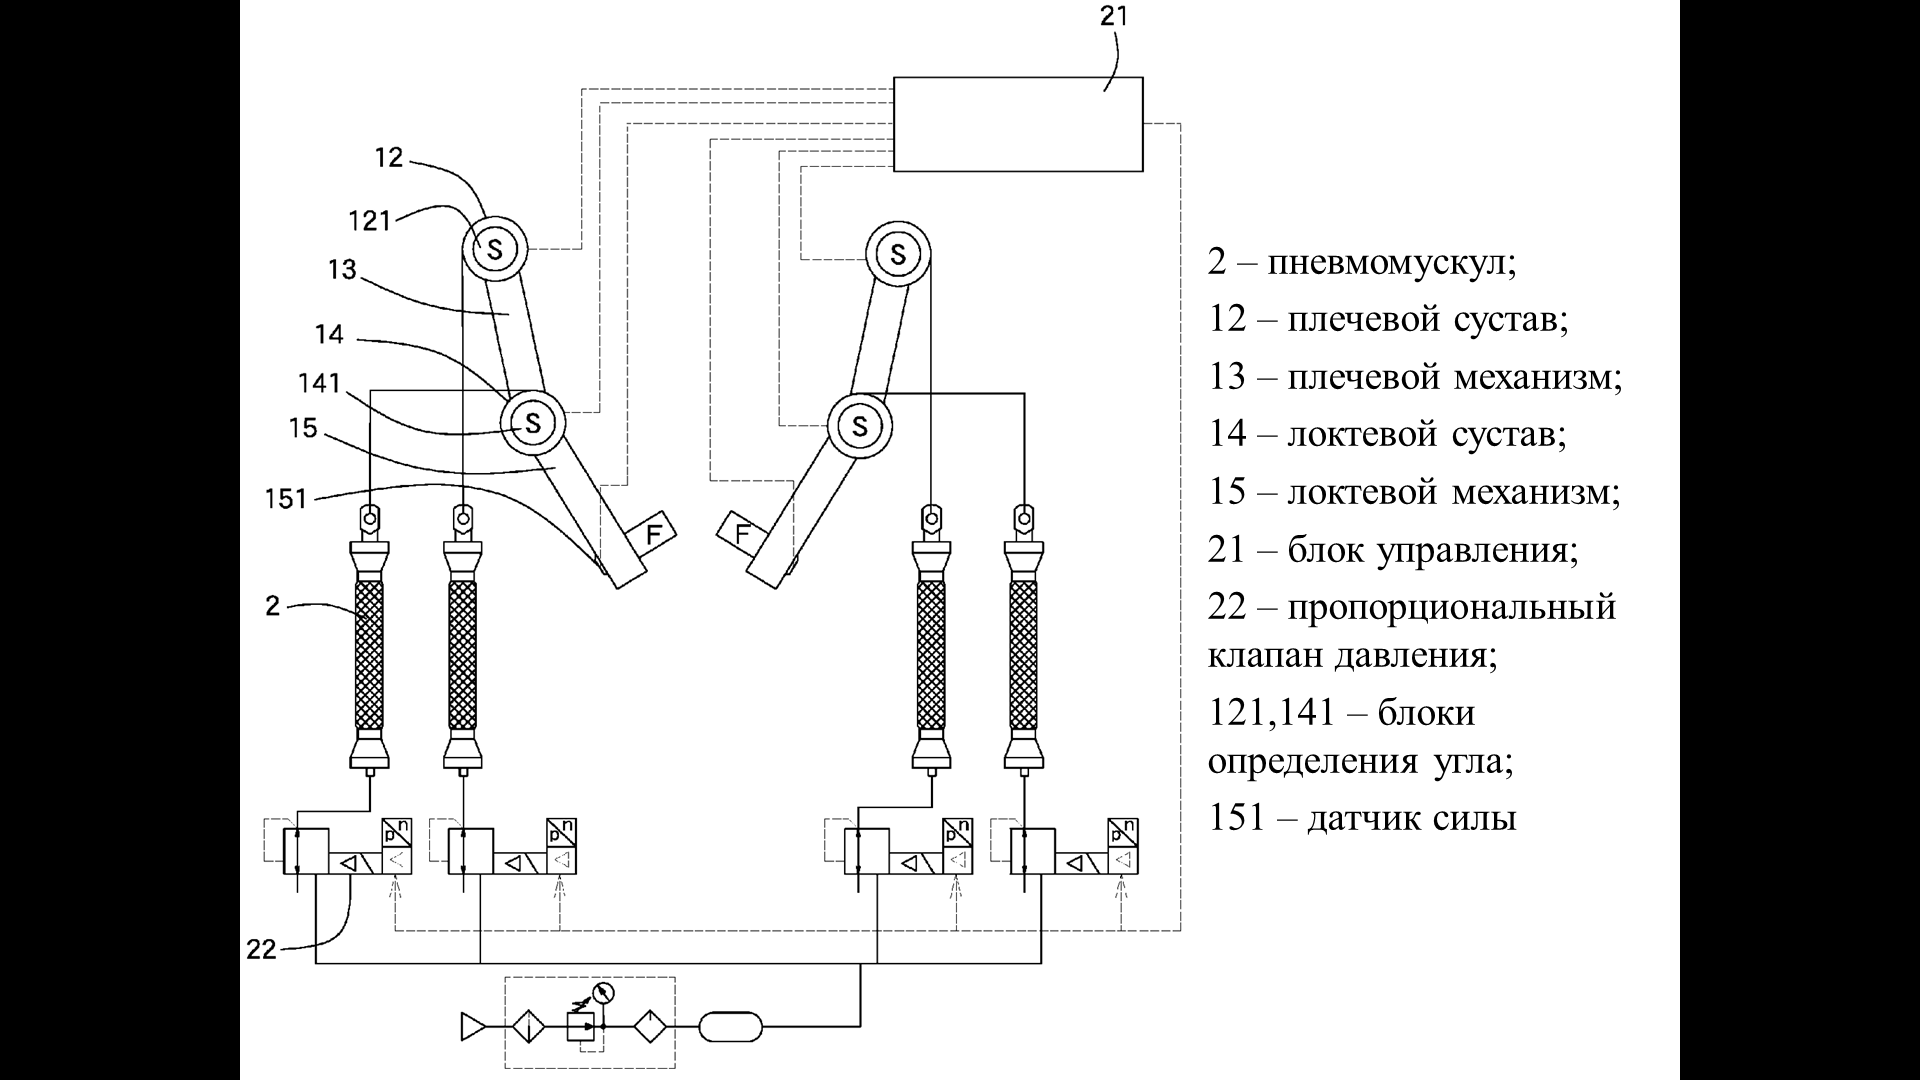 21
12
121
S
S
13
14
141
S
S
15
151
F
F
2
p n
p n
p n
p n
22
2 – пневмомускул;
12 – плечевой сустав;
13 – плечевой механизм;
14 – локтевой сустав;
15 – локтевой механизм;
21 – блок управления;
22 – пропорциональный
клапан давления;
121,141 – блоки
определения угла;
151 – датчик силы